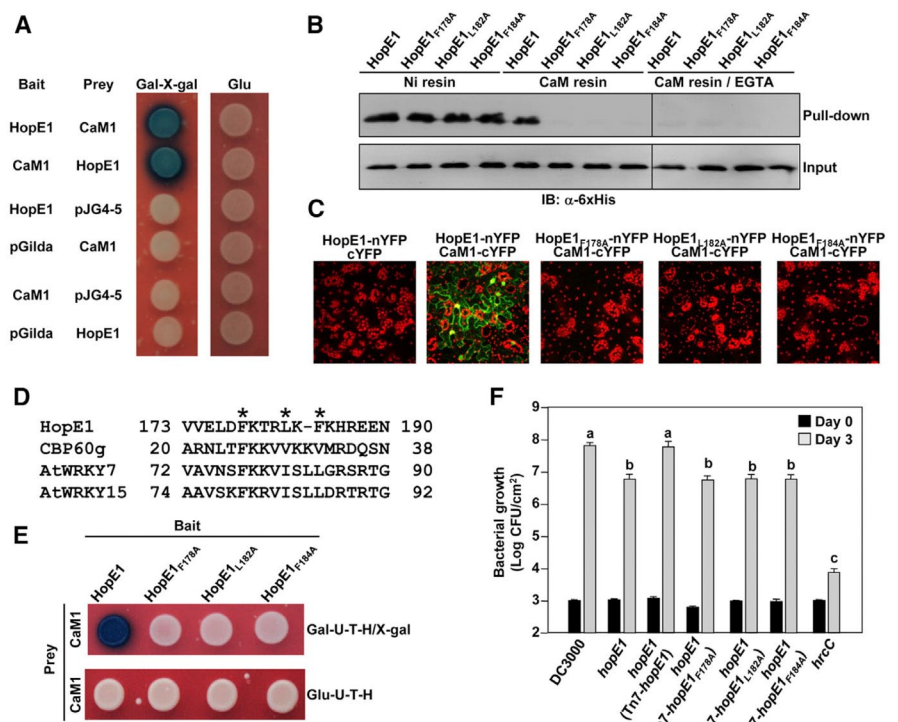 A
Bait Prey Gal-X-gal Glu
HopE1 CaM1
CaM1 HopE1
HopE1 pJG4-5
pGilda CaM1
CaM1 pJG4-5
pGilda HopE1
B
HopE1 HopE1F178A HopE1L182A HopE1F184A HopE1 HopE1F178A HopE1L182A HopE1F184A HopE1 HopE1F178A HopE1L182A HopE1F184A
Ni resin CaM resin CaM resin / EGTA
Pull-down
Input
IB: α-6xHis
C
HopE1-nYFP HopE1-nYFP HopE1F178A-nYFP HopE1L182A-nYFP HopE1F184A-nYFP
cYFP CaM1-cYFP CaM1-cYFP CaM1-cYFP CaM1-cYFP
D
* * *
HopE1 173 VVELDFKTRLK-FKHREEN 190
CBP60g 20 ARNLTFKKVVKKVMRDQSN 38
AtWRKY7 72 VAVNSFKKVISLLGRSRTG 90
AtWRKY15 74 AAVSKFKRVISLLDRTRTG 92
E
Bait
HopE1 HopE1F178A HopE1L182A HopE1F184A
Prey
CaM1 Gal-U-T-H/X-gal
CaM1 Glu-U-T-H
F
Bacterial growth
(Log CFU/cm²)
9
8
7
6
5
4
3
2
Day 0
Day 3
a b a b b b c
DC3000
hopE1
hopE1
(Tn7-hopE1)
hopE1
7-hopE1F178A)
hopE1
7-hopE1L182A)
hopE1
7-hopE1F184A)
hrcC